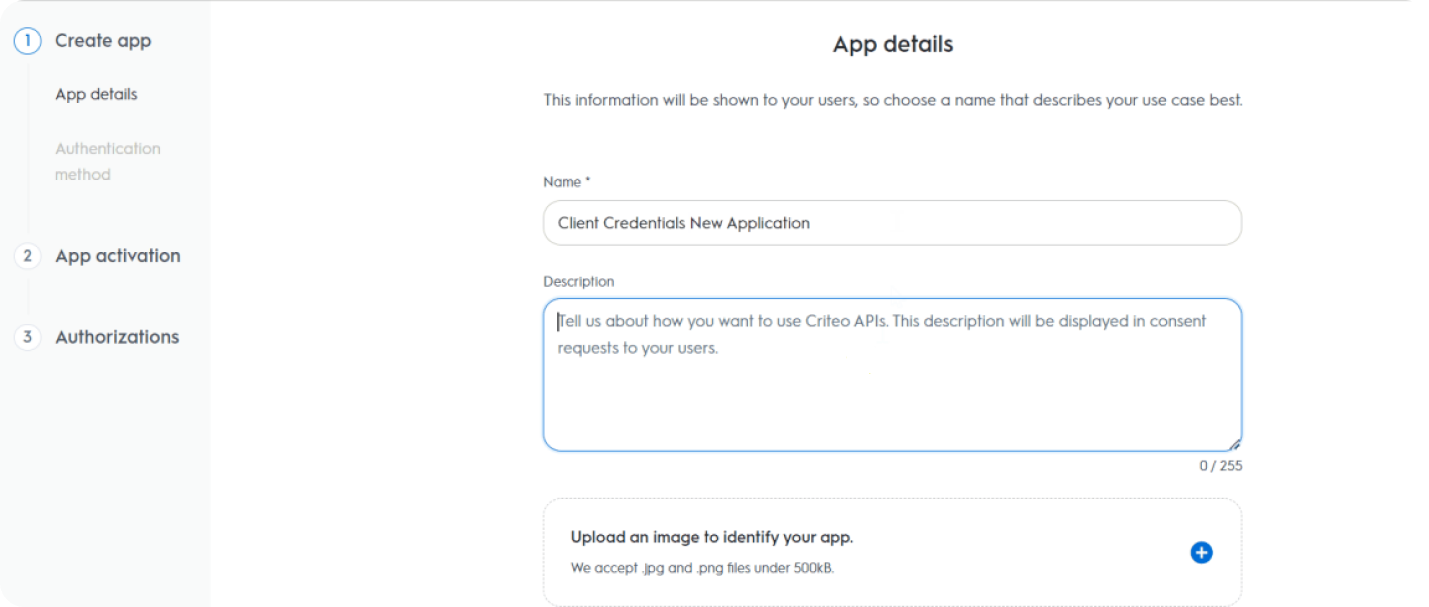 1 Create app
App details
Authentication
method
2 App activation
3 Authorizations
App details
This information will be shown to your users, so choose a name that describes your use case best.
Name *
Client Credentials New Application
Description
Tell us about how you want to use Criteo APIs. This description will be displayed in consent
requests to your users.
0 / 255
Upload an image to identify your app.
We accept .jpg and .png files under 500kB.